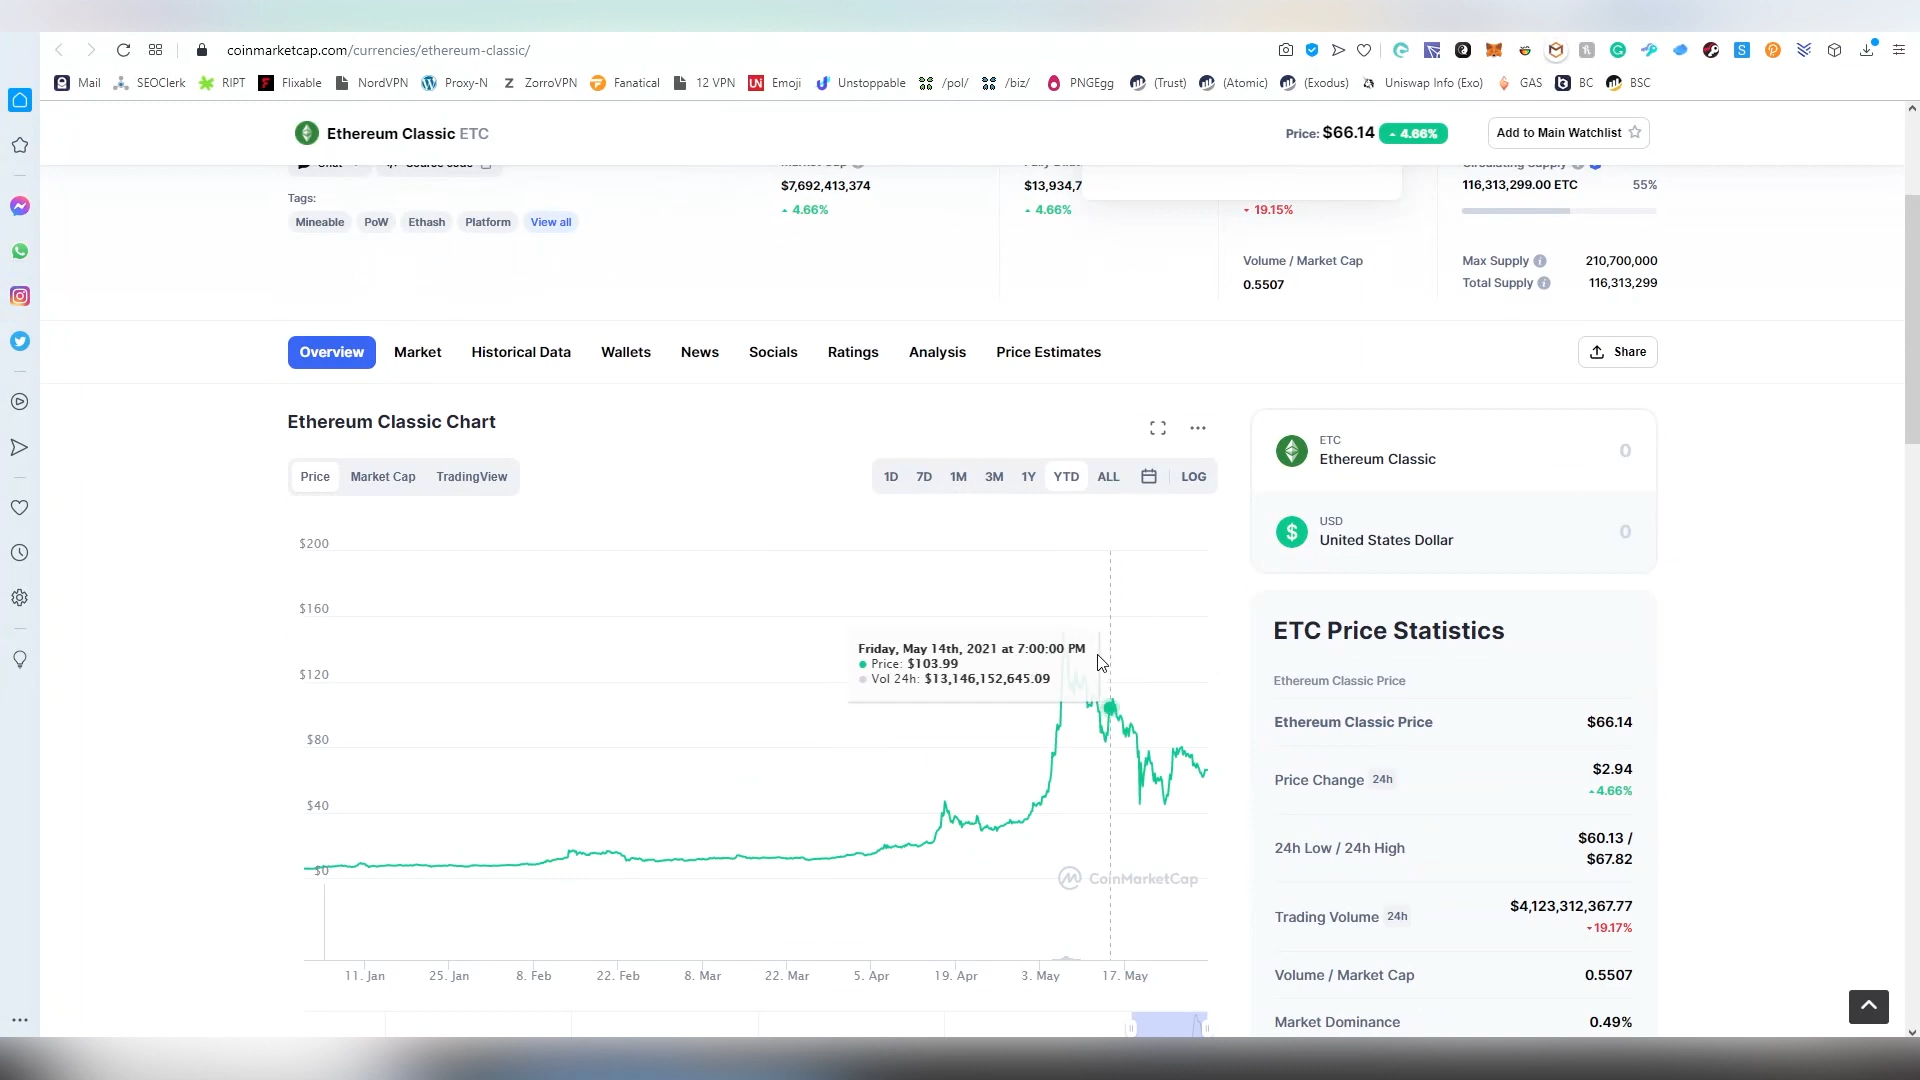 coinmarketcap.com/currencies/ethereum-classic/
Mail SEOClerk RIPT Flixable NordVPN Proxy-N ZorroVPN Fanatical 12 VPN Emoji Unstoppable /pol/ /biz/ PNGEgg (Trust) (Atomic) (Exodus) Uniswap Info (Exo) GAS BC BSC
Ethereum Classic ETC
Price: $66.14 4.66%
Add to Main Watchlist
$7,692,413,374
4.66%
$13,934,7
4.66%
19.15%
Volume / Market Cap
0.5507
Circulating Supply
116,313,299.00 ETC 55%
Max Supply 210,700,000
Total Supply 116,313,299
Tags:
Mineable PoW Ethash Platform View all
Overview Market Historical Data Wallets News Socials Ratings Analysis Price Estimates
Share
Ethereum Classic Chart
Price Market Cap TradingView
1D 7D 1M 3M 1Y YTD ALL LOG
$200
$160
$120
$80
$40
$0
Friday, May 14th, 2021 at 7:00:00 PM
Price: $103.99
Vol 24h: $13,146,152,645.09
CoinMarketCap
11. Jan 25. Jan 8. Feb 22. Feb 8. Mar 22. Mar 5. Apr 19. Apr 3. May 17. May
ETC
Ethereum Classic 0
USD
United States Dollar 0
ETC Price Statistics
Ethereum Classic Price
Ethereum Classic Price $66.14
Price Change 24h $2.94
4.66%
24h Low / 24h High $60.13 /
$67.82
Trading Volume 24h $4,123,312,367.77
19.17%
Volume / Market Cap 0.5507
Market Dominance 0.49%